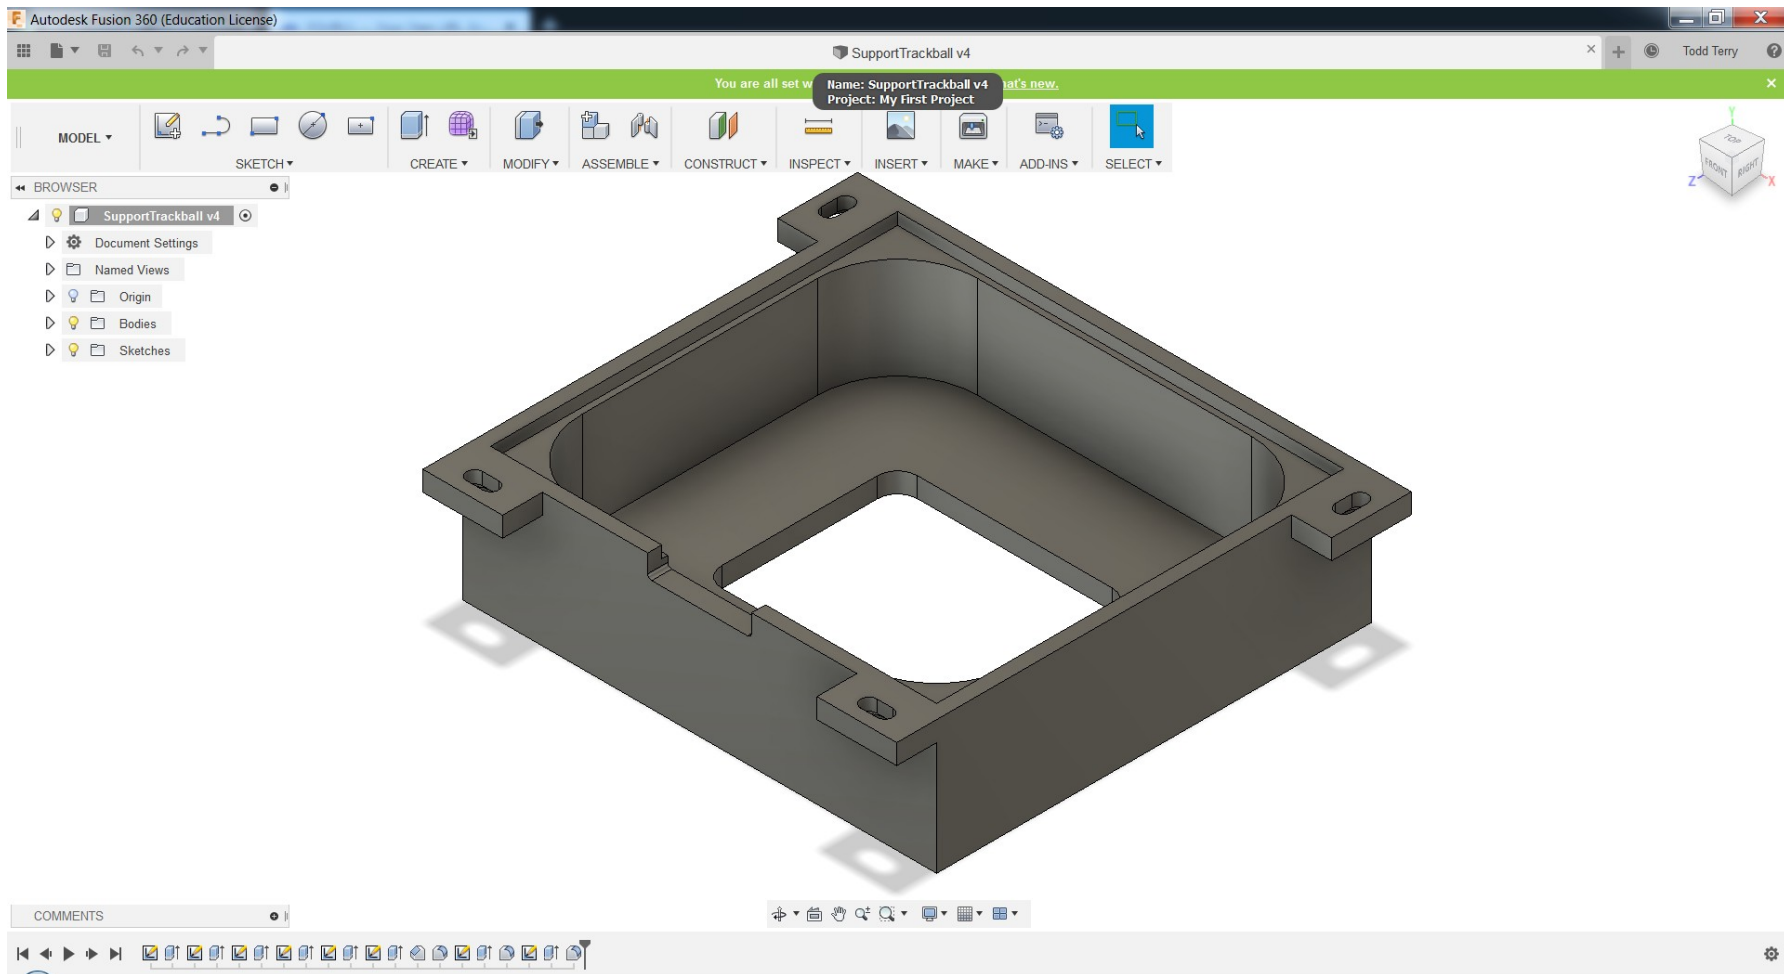 F Autodesk Fusion 360 (Education License)
SupportTrackball v4
Todd Terry
You are all set w
at's new.
Name: SupportTrackball v4
Project: My First Project
MODEL
SKETCH
CREATE
MODIFY
ASSEMBLE
CONSTRUCT
INSPECT
INSERT
MAKE
ADD-INS
SELECT
Y
TOP
FRONT
RIGHT
Z
X
BROWSER
SupportTrackball v4
Document Settings
Named Views
Origin
Bodies
Sketches
COMMENTS